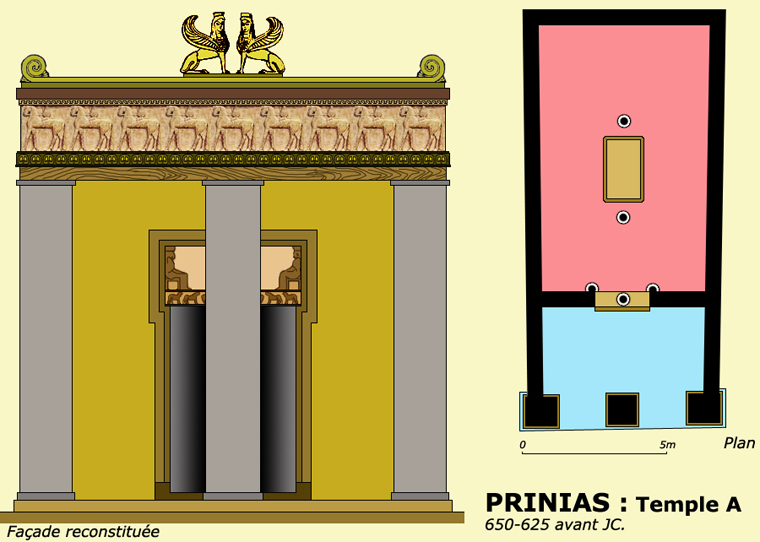 0
5m
Plan
PRINIAS : Temple A
650-625 avant JC.
Façade reconstituée